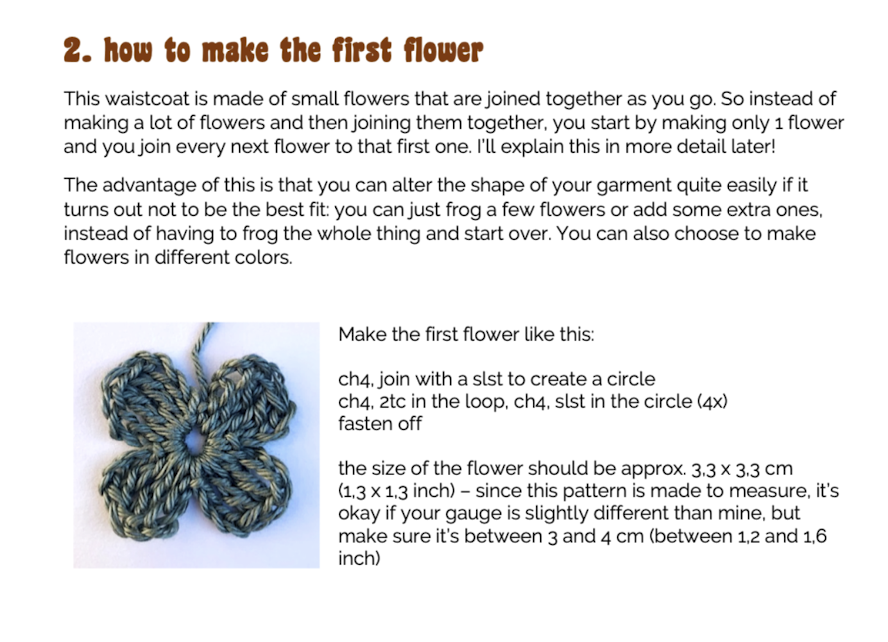 2. how to make the first flower
This waistcoat is made of small flowers that are joined together as you go. So instead of
making a lot of flowers and then joining them together, you start by making only 1 flower
and you join every next flower to that first one. I'll explain this in more detail later!
The advantage of this is that you can alter the shape of your garment quite easily if it
turns out not to be the best fit: you can just frog a few flowers or add some extra ones,
instead of having to frog the whole thing and start over. You can also choose to make
flowers in different colors.
Make the first flower like this:
ch4, join with a slst to create a circle
ch4, 2tc in the loop, ch4, slst in the circle (4x)
fasten off
the size of the flower should be approx. 3,3 x 3,3 cm
(1,3 x 1,3 inch) – since this pattern is made to measure, it's
okay if your gauge is slightly different than mine, but
make sure it's between 3 and 4 cm (between 1,2 and 1,6
inch)